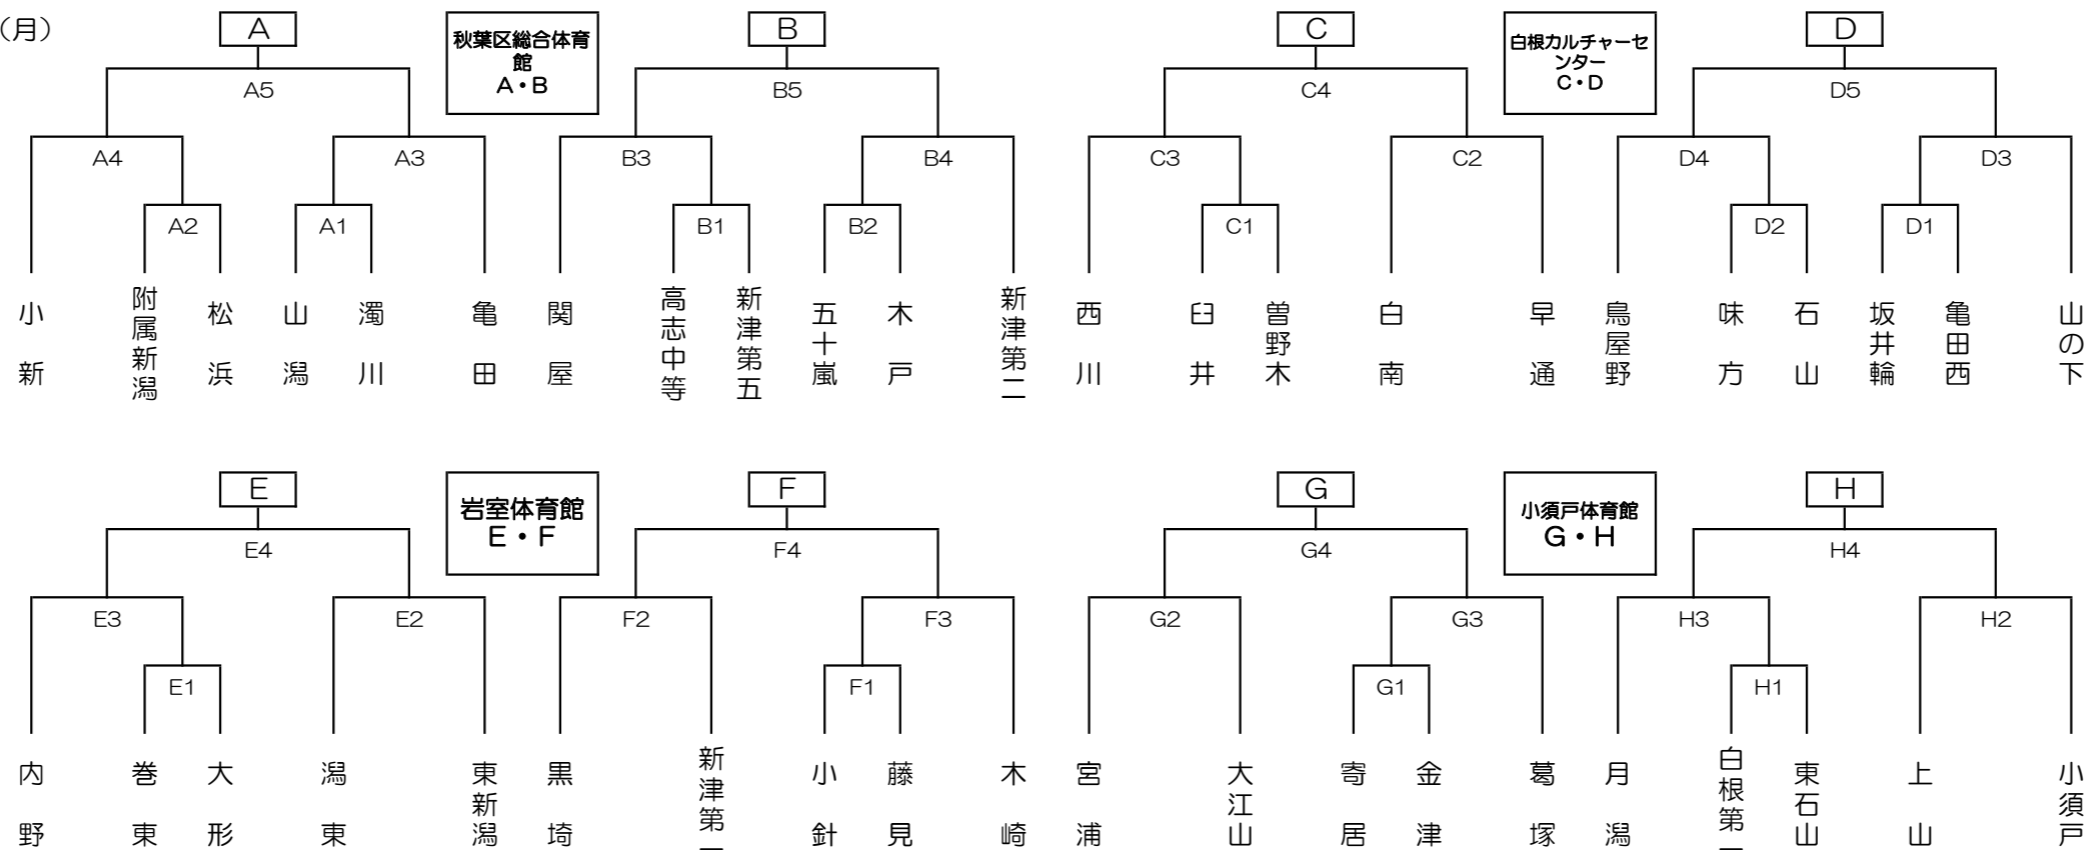 （月）
A
秋葉区総合体育
館
A・B
B
C
白根カルチャーセ
ンター
C・D
D
A5
B5
C4
D5
A4
A3
B3
B4
C3
C2
D4
D3
A2
A1
B1
B2
C1
D2
D1
小新
附属新潟
松浜
山潟
濁川
亀田
関屋
高志中等
新津第五
五十嵐
木戸
新津第二
西川
臼井
曽野木
白南
早通
鳥屋野
味方
石山
坂井輪
亀田西
山の下
E
岩室体育館
E・F
F
G
小須戸体育館
G・H
H
E4
F4
G4
H4
E3
E2
F2
F3
G2
G3
H3
H2
E1
F1
G1
H1
内野
巻東
大形
潟東
東新潟
黒埼
新津第一
小針
藤見
木崎
宮浦
大江山
寄居
金津
葛塚
月潟
白根第一
東石山
上山
小須戸